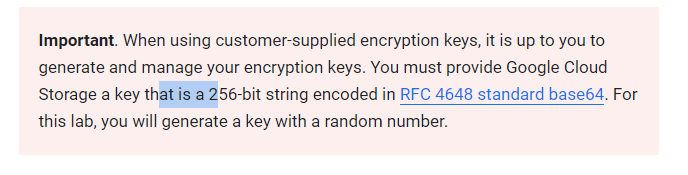 Important. When using customer-supplied encryption keys, it is up to you to
generate and manage your encryption keys. You must provide Google Cloud
Storage a key that is a 256-bit string encoded in RFC 4648 standard base64. For
this lab, you will generate a key with a random number.